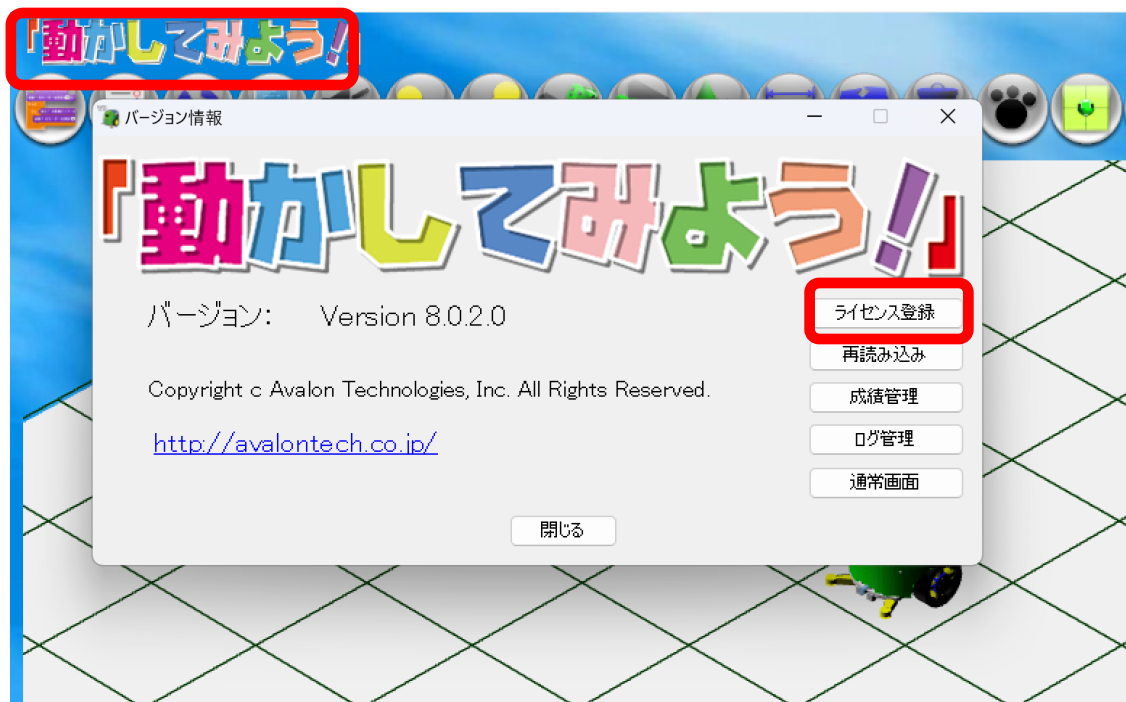 「動かしてみよう！
バージョン情報
「動かしてみよう！」
バージョン： Version 8.0.2.0
ライセンス登録
再読み込み
Copyright c Avalon Technologies, Inc. All Rights Reserved.
成績管理
http://avalontech.co.jp/
ログ管理
通常画面
閉じる